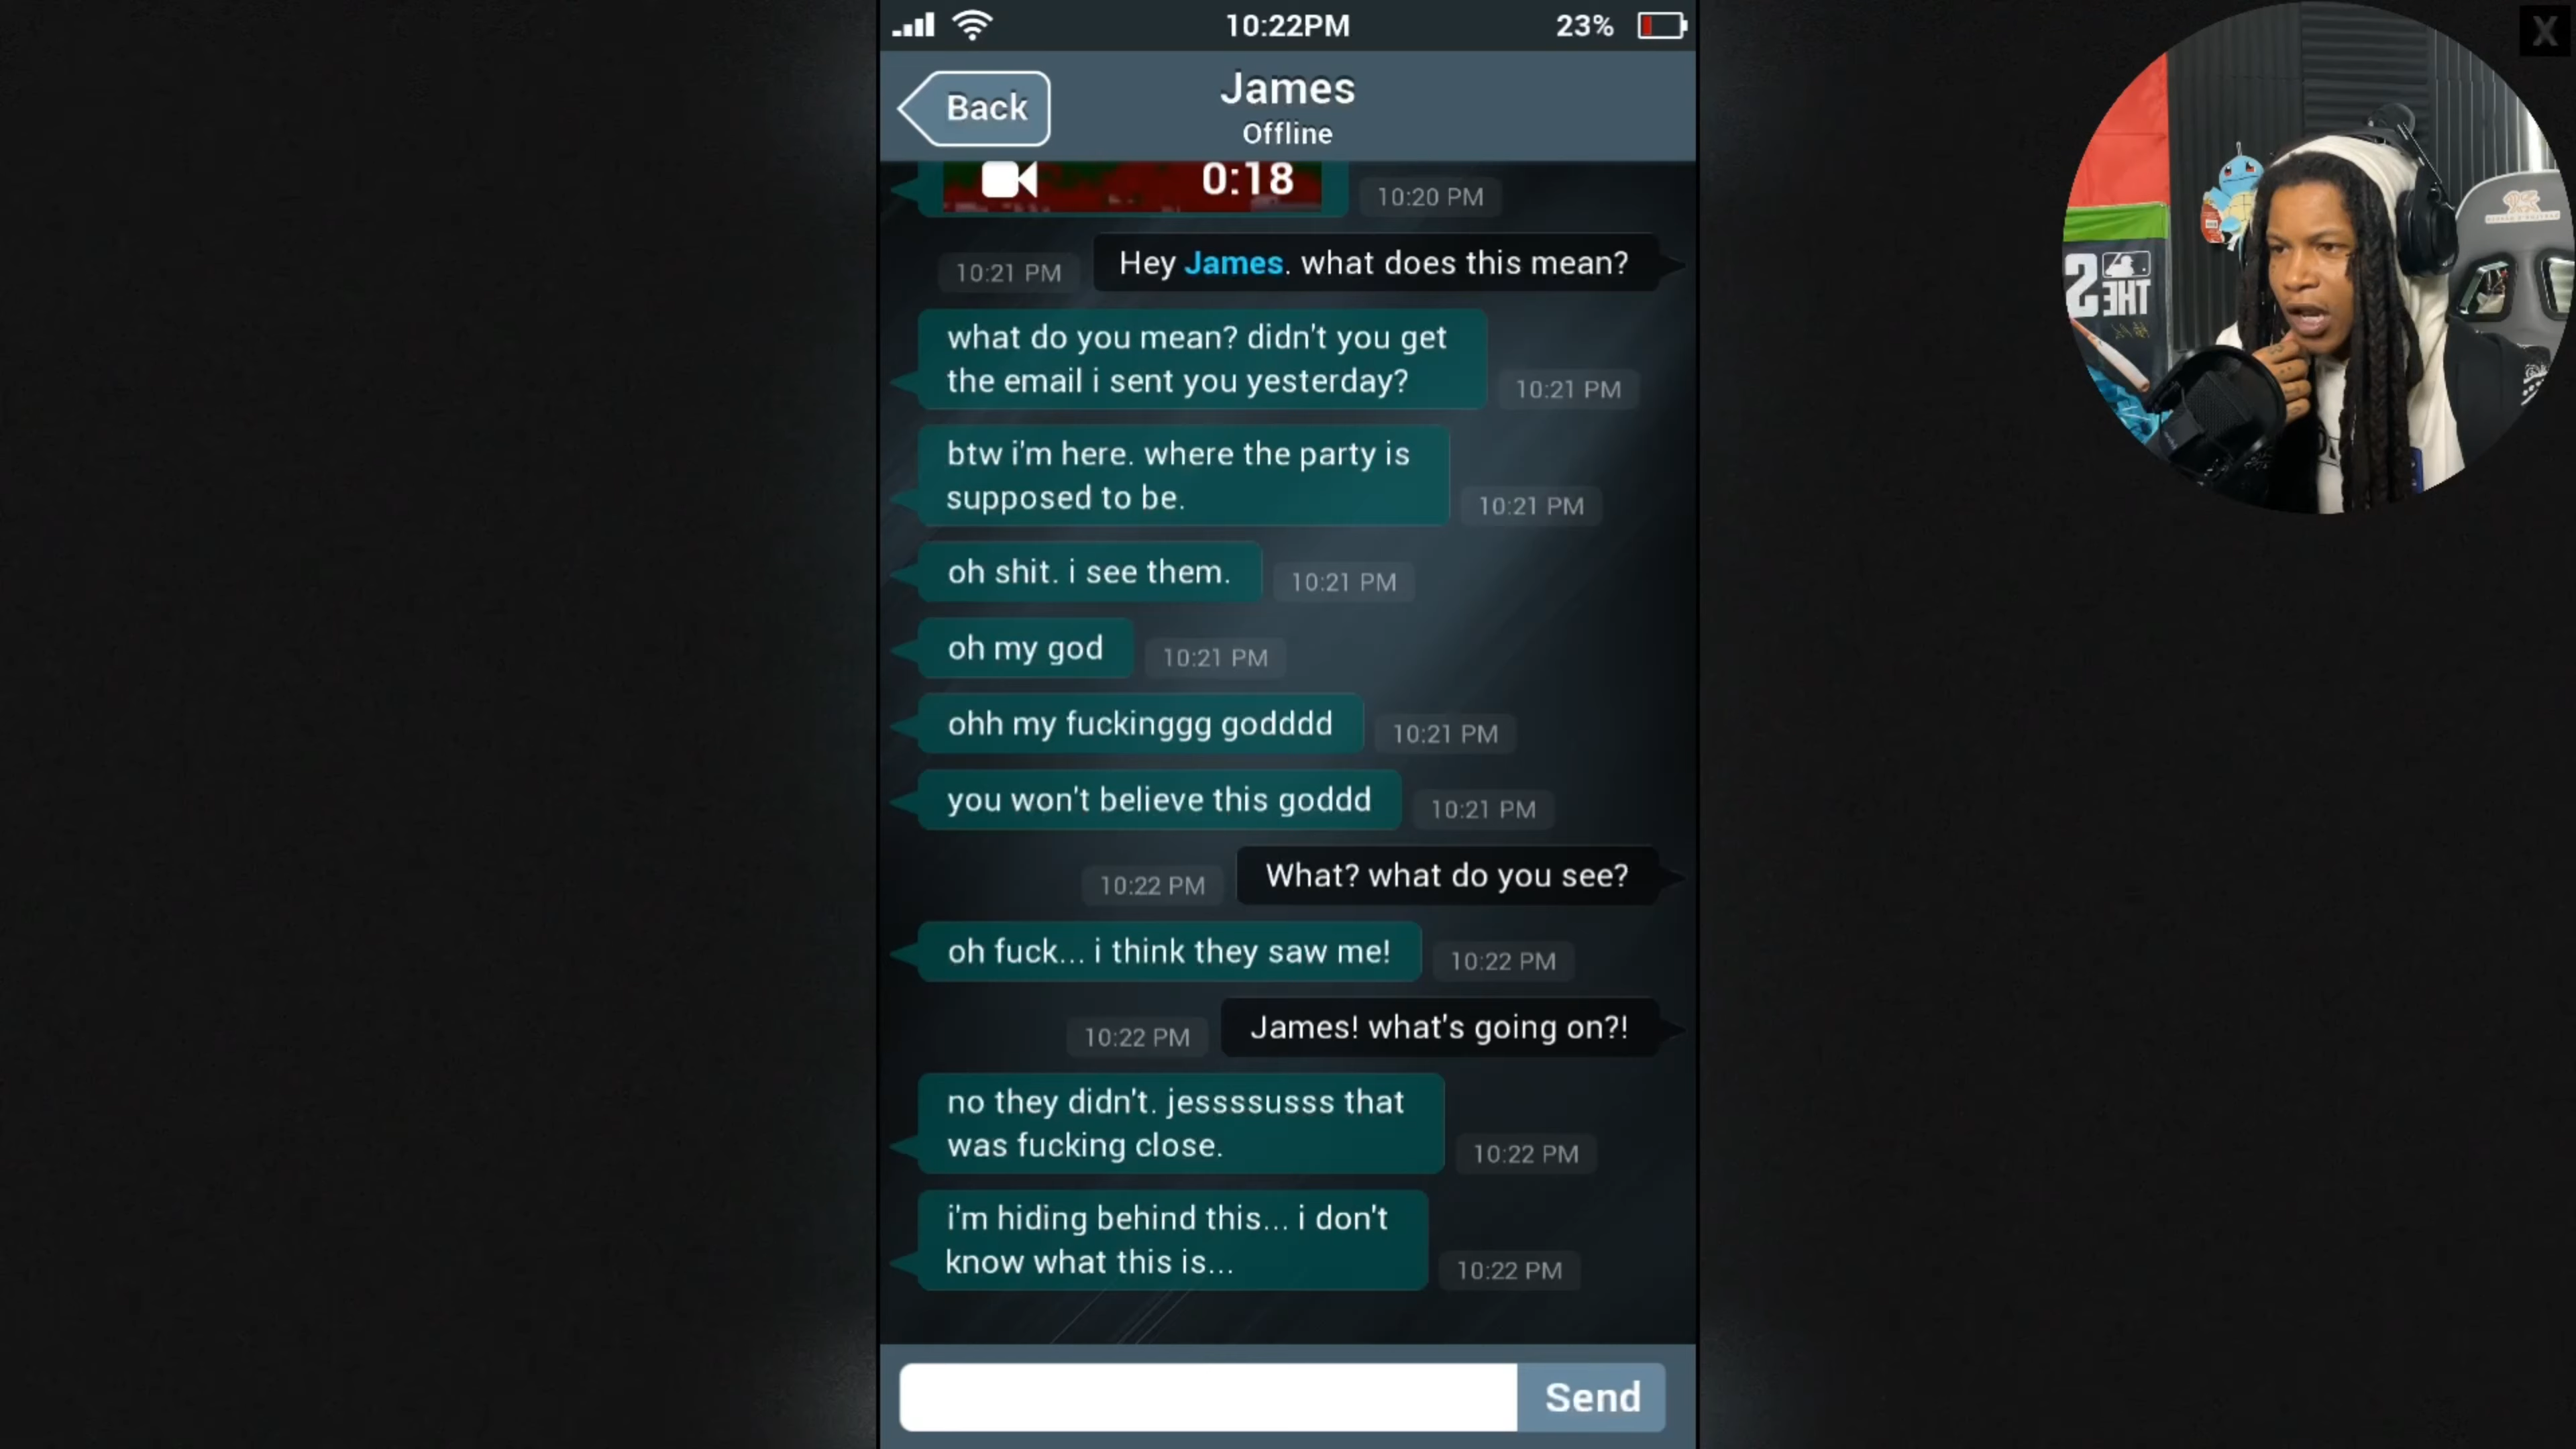 10:22PM
23%
Back
James
Offline
X
0:18
10:20 PM
Hey James. what does this mean?
10:21 PM
what do you mean? didn't you get
the email i sent you yesterday?
10:21 PM
btw i'm here. where the party is
supposed to be.
10:21 PM
oh shit. i see them.
10:21 PM
oh my god
10:21 PM
ohh my fuckinggg godddd
10:21 PM
you won't believe this goddd
10:21 PM
What? what do you see?
10:22 PM
oh fuck... i think they saw me!
10:22 PM
James! what's going on?!
10:22 PM
no they didn't. jessssusss that
was fucking close.
10:22 PM
i'm hiding behind this... i don't
know what this is...
10:22 PM
Send
THE S